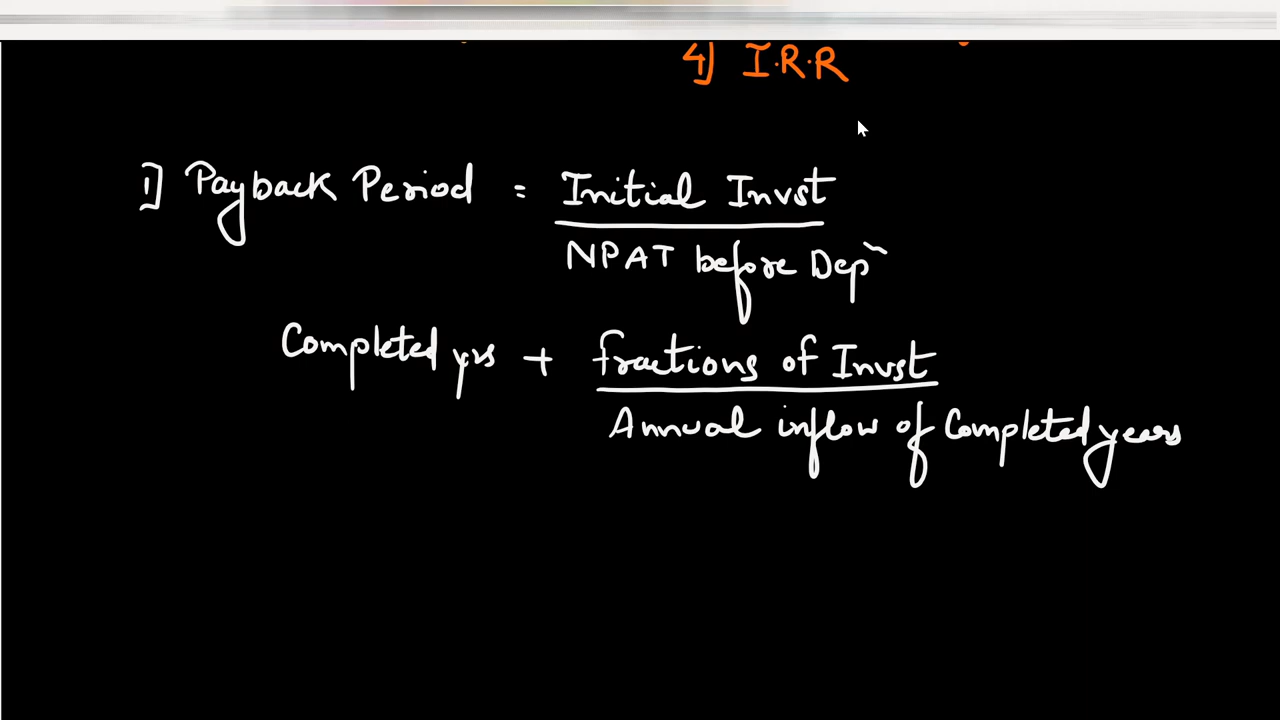 4] I.R.R
1] Payback Period = Initial Invst
NPAT before Dep~
Completed yrs + fractions of Invst
Annual inflow of Completed years